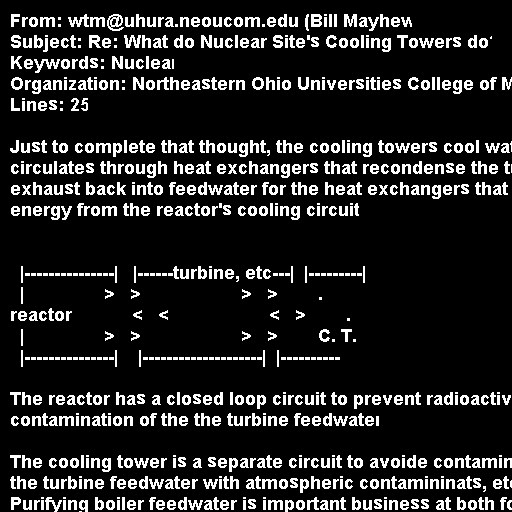 From: wtm@uhura.neoucom.edu (Bill Mayhew
Subject: Re: What do Nuclear Site's Cooling Towers do
Keywords: Nuclear
Organization: Northeastern Ohio Universities College of
Lines: 25
Just to complete that thought, the cooling towers cool
circulates through heat exchangers that recondense the
exhaust back into feedwater for the heat exchangers that
energy from the reactor's cooling circuit
|---------------|   |------turbine, etc---|  |---------|
|                >   >                    >   >        .
reactor            <   <                    <   >        .
|                >   >                    >   >        C. T.
|---------------|    |--------------------|  |----------
The reactor has a closed loop circuit to prevent
contamination of the the turbine feedwater
The cooling tower is a separate circuit to avoide
the turbine feedwater with atmospheric contamininats,
Purifying boiler feedwater is important business at both